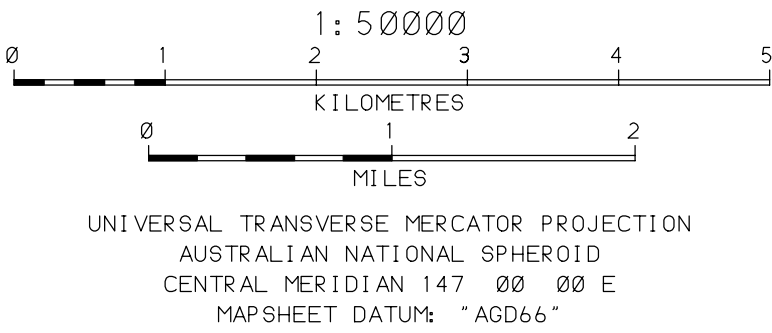 1:50000
0 1 2 3 4 5
KILOMETRES
0 1 2
MILES
UNIVERSAL TRANSVERSE MERCATOR PROJECTION
AUSTRALIAN NATIONAL SPHEROID
CENTRAL MERIDIAN 147 00 00 E
MAPSHEET DATUM: "AGD66"